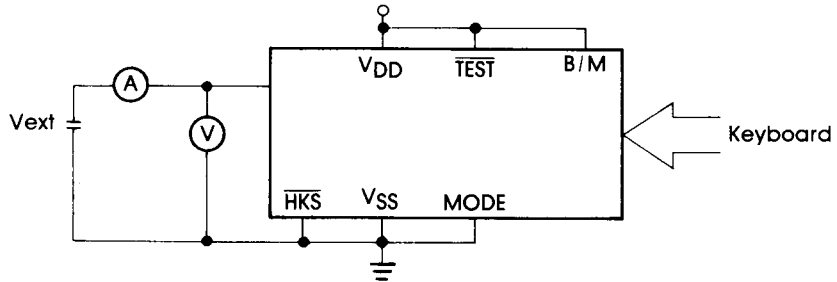 V_DD
TEST
B/M
A
Vext
V
Keyboard
HKS
V_SS
MODE